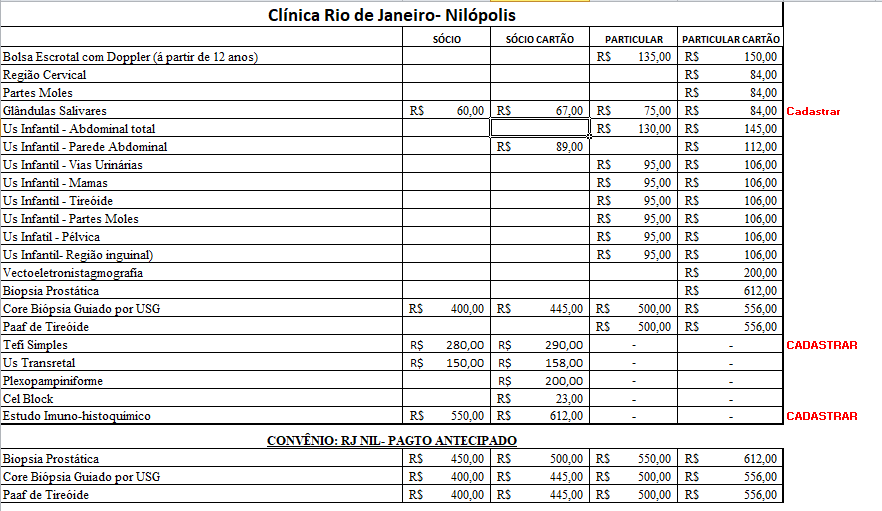 Clínica Rio de Janeiro- Nilópolis
SÓCIO SÓCIO CARTÃO PARTICULAR PARTICULAR CARTÃO
Bolsa Escrotal com Doppler (á partir de 12 anos) R$ 135,00 R$ 150,00
Região Cervical R$ 84,00
Partes Moles R$ 84,00
Glândulas Salivares R$ 60,00 R$ 67,00 R$ 75,00 R$ 84,00 Cadastrar
Us Infantil - Abdominal total R$ 130,00 R$ 145,00
Us Infantil - Parede Abdominal R$ 89,00 R$ 112,00
Us Infantil - Vias Urinárias R$ 95,00 R$ 106,00
Us Infantil - Mamas R$ 95,00 R$ 106,00
Us Infantil - Tireóide R$ 95,00 R$ 106,00
Us Infantil - Partes Moles R$ 95,00 R$ 106,00
Us Infatil - Pélvica R$ 95,00 R$ 106,00
Us Infantil- Região inguinal) R$ 95,00 R$ 106,00
Vectoeletronistagmografia R$ 200,00
Biopsia Prostática R$ 612,00
Core Biópsia Guiado por USG R$ 400,00 R$ 445,00 R$ 500,00 R$ 556,00
Paaf de Tireóide R$ 500,00 R$ 556,00
Tefi Simples R$ 280,00 R$ 290,00 - - CADASTRAR
Us Transretal R$ 150,00 R$ 158,00 - -
Plexopampiniforme R$ 200,00 - -
Cel Block R$ 23,00 - -
Estudo Imuno-histoquimico R$ 550,00 R$ 612,00 - - CADASTRAR
CONVÊNIO: RJ NIL- PAGTO ANTECIPADO
Biopsia Prostática R$ 450,00 R$ 500,00 R$ 550,00 R$ 612,00
Core Biópsia Guiado por USG R$ 400,00 R$ 445,00 R$ 500,00 R$ 556,00
Paaf de Tireóide R$ 400,00 R$ 445,00 R$ 500,00 R$ 556,00